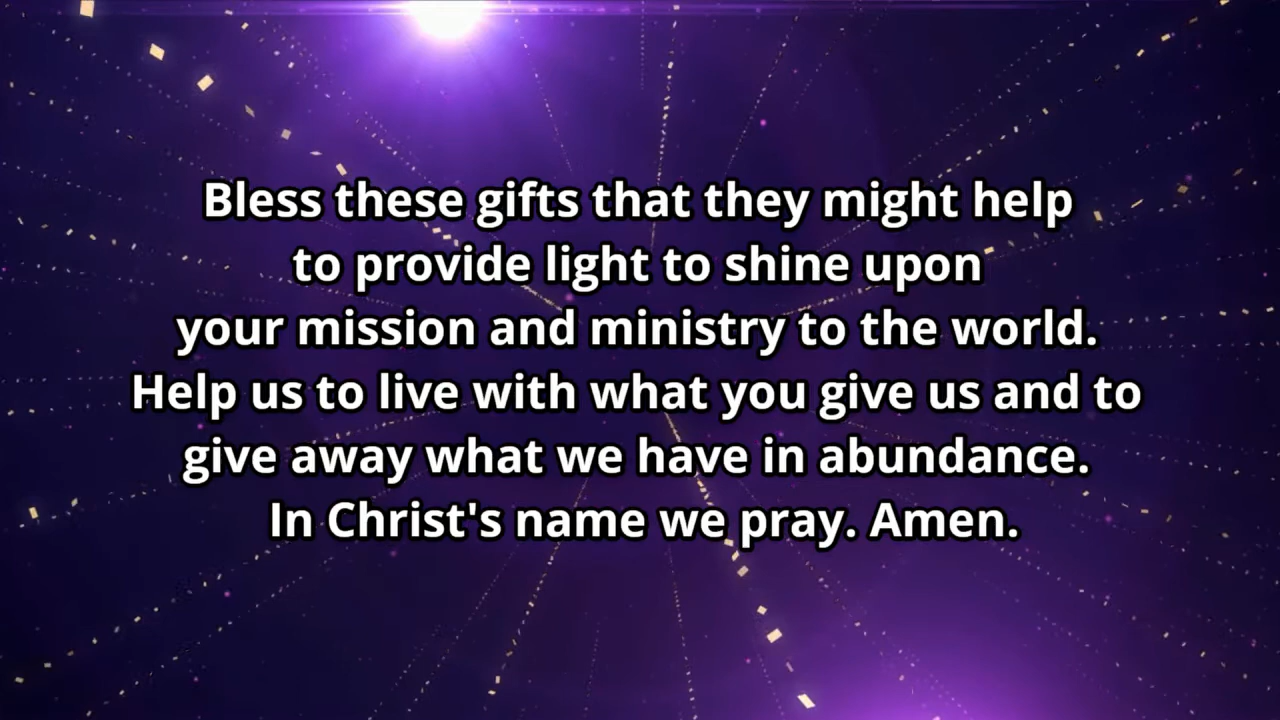 Bless these gifts that they might help
to provide light to shine upon
your mission and ministry to the world.
Help us to live with what you give us and to
give away what we have in abundance.
In Christ's name we pray. Amen.